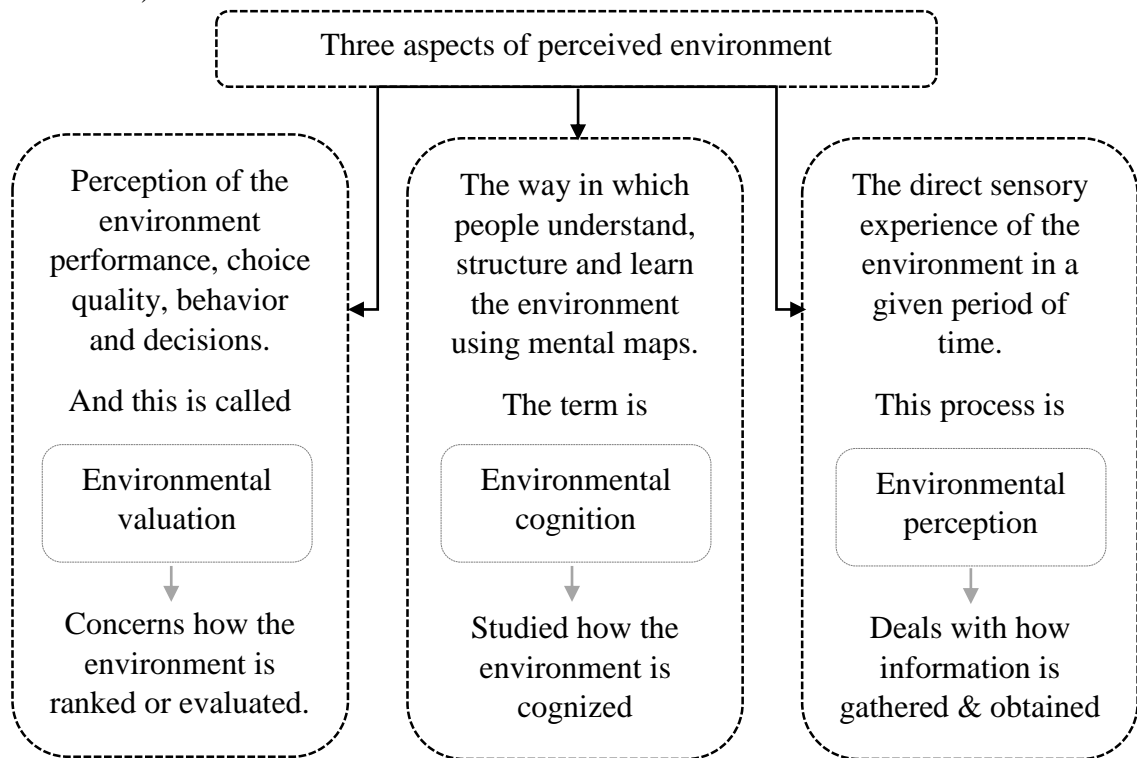 Three aspects of perceived environment
Perception of the
environment
performance, choice
quality, behavior
and decisions.
And this is called
Environmental
valuation
Concerns how the
environment is
ranked or evaluated.
The way in which
people understand,
structure and learn
the environment
using mental maps.
The term is
Environmental
cognition
Studied how the
environment is
cognized
The direct sensory
experience of the
environment in a
given period of
time.
This process is
Environmental
perception
Deals with how
information is
gathered & obtained